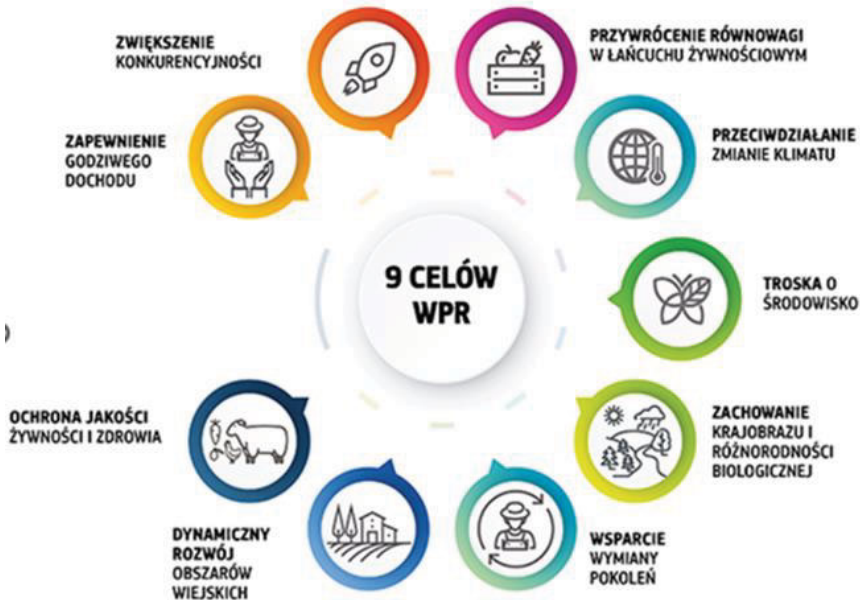 ZWIĘKSZENIE
KONKURENCYJNOŚCI
PRZYWRÓCENIE RÓWNOWAGI
W ŁAŃCUCHU ŻYWNOŚCIOWYM
ZAPEWNIENIE
GODZIWEGO
DOCHODU
PRZECIWDZIAŁANIE
ZMIANIE KLIMATU
9 CELÓW
WPR
TROSKA O
ŚRODOWISKO
OCHRONA JAKOŚCI
ŻYWNOŚCI I ZDROWIA
ZACHOWANIE
KRAJOBRAZU I
RÓŻNORODNOŚCI
BIOLOGICZNEJ
DYNAMICZNY
ROZWÓJ
OBSZARÓW
WIEJSKICH
WSPARCIE
WYMIANY
POKOLEŃ